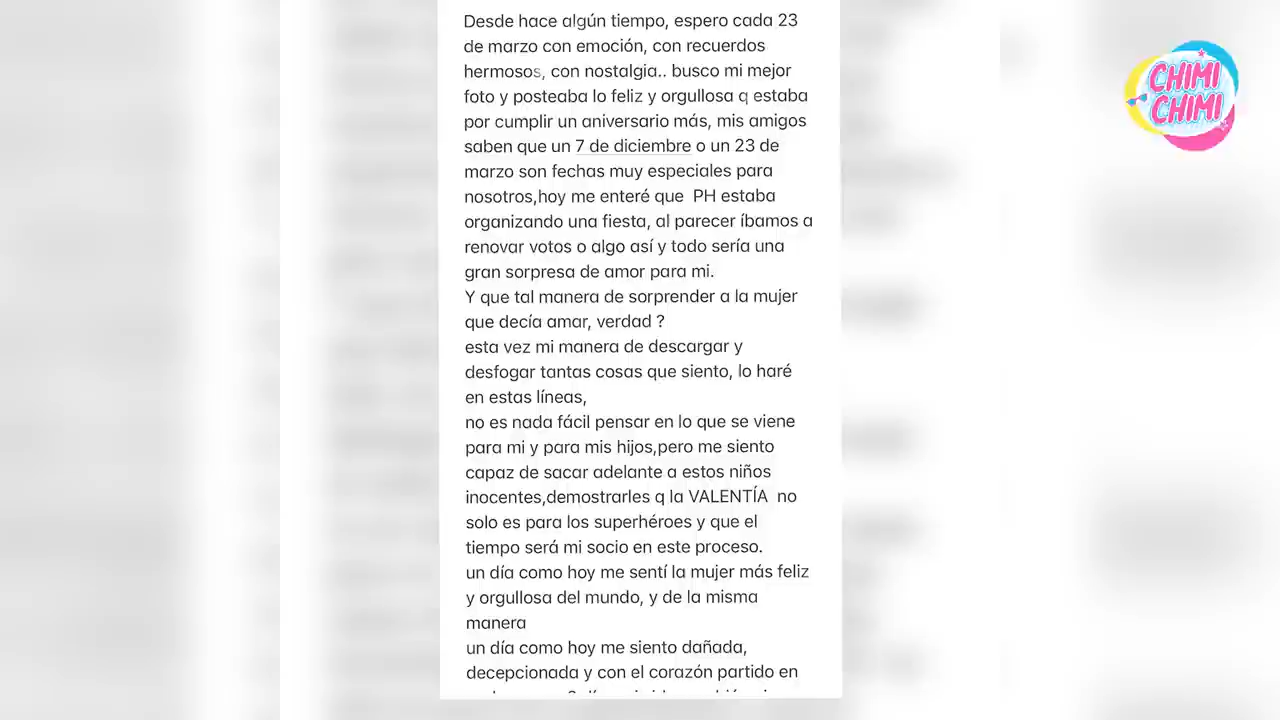 Desde hace algún tiempo, espero cada 23
de marzo con emoción, con recuerdos
hermosos, con nostalgia.. busco mi mejor
foto y posteaba lo feliz y orgullosa q estaba
por cumplir un aniversario más, mis amigos
saben que un 7 de diciembre o un 23 de
marzo son fechas muy especiales para
nosotros,hoy me enteré que  PH estaba
organizando una fiesta, al parecer íbamos a
renovar votos o algo así y todo sería una
gran sorpresa de amor para mi.
Y que tal manera de sorprender a la mujer
que decía amar, verdad ?
esta vez mi manera de descargar y
desfogar tantas cosas que siento, lo haré
en estas líneas,
no es nada fácil pensar en lo que se viene
para mi y para mis hijos,pero me siento
capaz de sacar adelante a estos niños
inocentes,demostrarles q la VALENTÍA  no
solo es para los superhéroes y que el
tiempo será mi socio en este proceso.
un día como hoy me sentí la mujer más feliz
y orgullosa del mundo, y de la misma
manera
un día como hoy me siento dañada,
decepcionada y con el corazón partido en
CHIMI
CHIMI